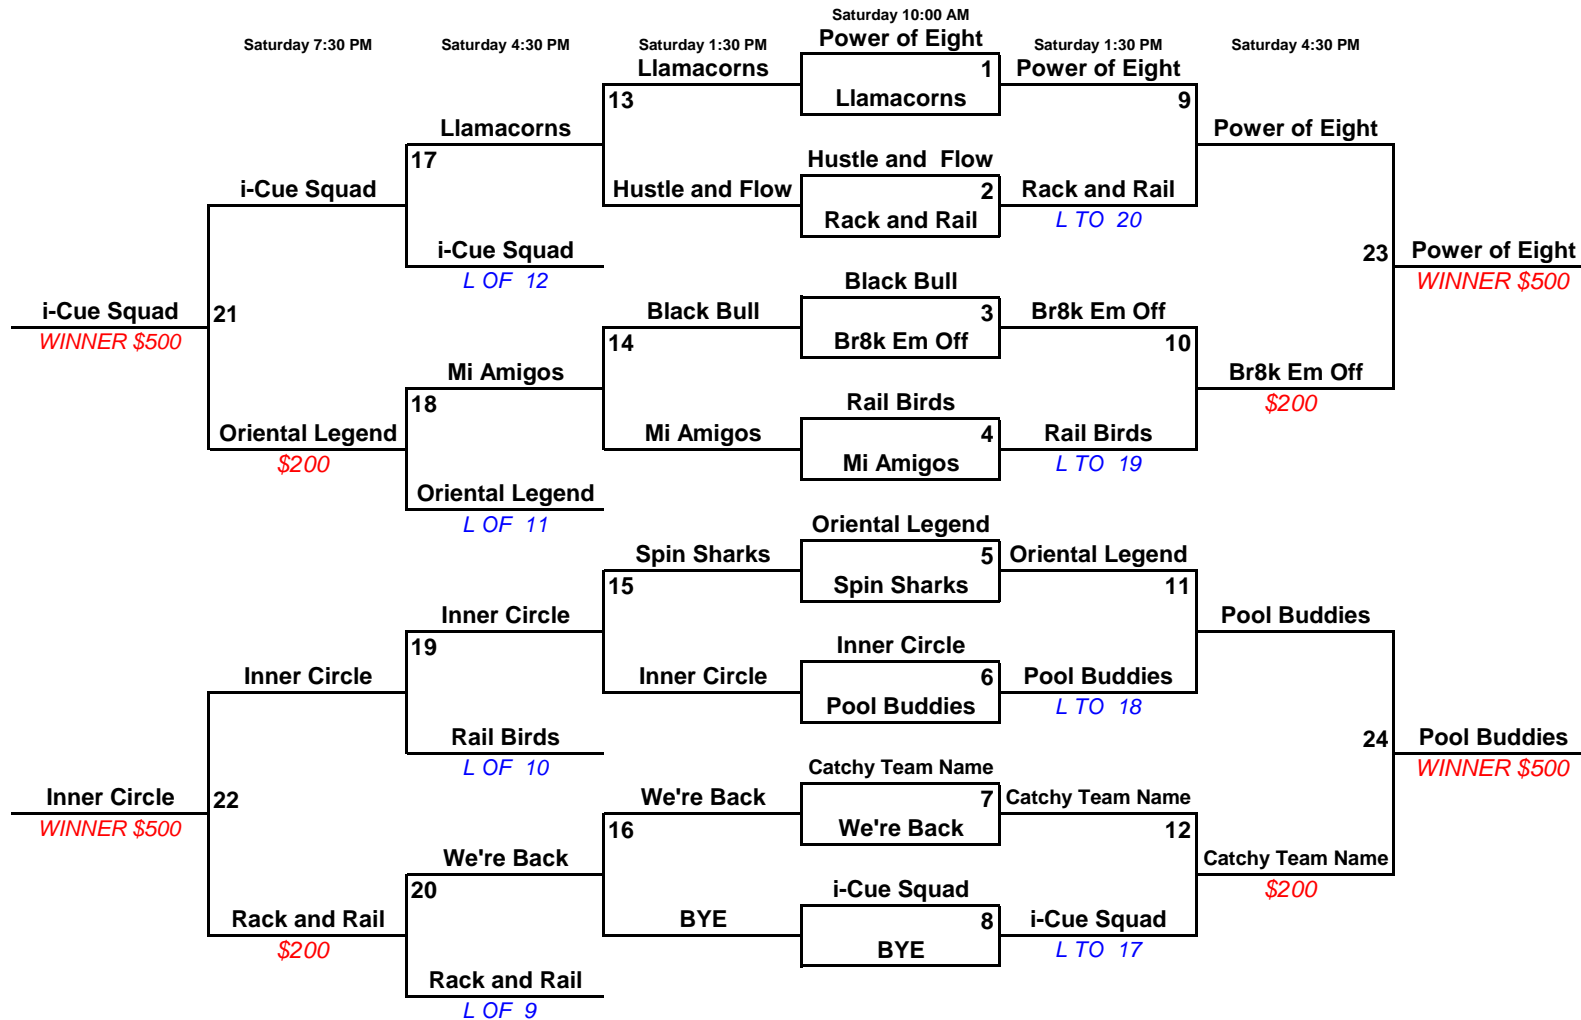 Saturday 10:00 AM
Saturday 7:30 PM Saturday 4:30 PM Saturday 1:30 PM Power of Eight Saturday 1:30 PM Saturday 4:30 PM
Llamacorns 1 Power of Eight
13 Llamacorns 9
Llamacorns Power of Eight
17 Hustle and Flow
i-Cue Squad Hustle and Flow 2 Rack and Rail
Rack and Rail L TO 20
i-Cue Squad 23 Power of Eight
L OF 12 Black Bull WINNER $500
i-Cue Squad 21 Black Bull 3 Br8k Em Off
WINNER $500 14 Br8k Em Off 10
Mi Amigos Br8k Em Off
18 Rail Birds $200
Oriental Legend Mi Amigos 4 Rail Birds
$200 Mi Amigos L TO 19
Oriental Legend
L OF 11 Oriental Legend
Spin Sharks 5 Oriental Legend
15 Spin Sharks 11
Inner Circle Pool Buddies
19 Inner Circle
Inner Circle Inner Circle 6 Pool Buddies
Pool Buddies L TO 18
Rail Birds 24 Pool Buddies
L OF 10 Catchy Team Name WINNER $500
Inner Circle 22 We're Back 7 Catchy Team Name
WINNER $500 16 We're Back 12
We're Back Catchy Team Name
20 i-Cue Squad $200
Rack and Rail BYE 8 i-Cue Squad
$200 BYE L TO 17
Rack and Rail
L OF 9